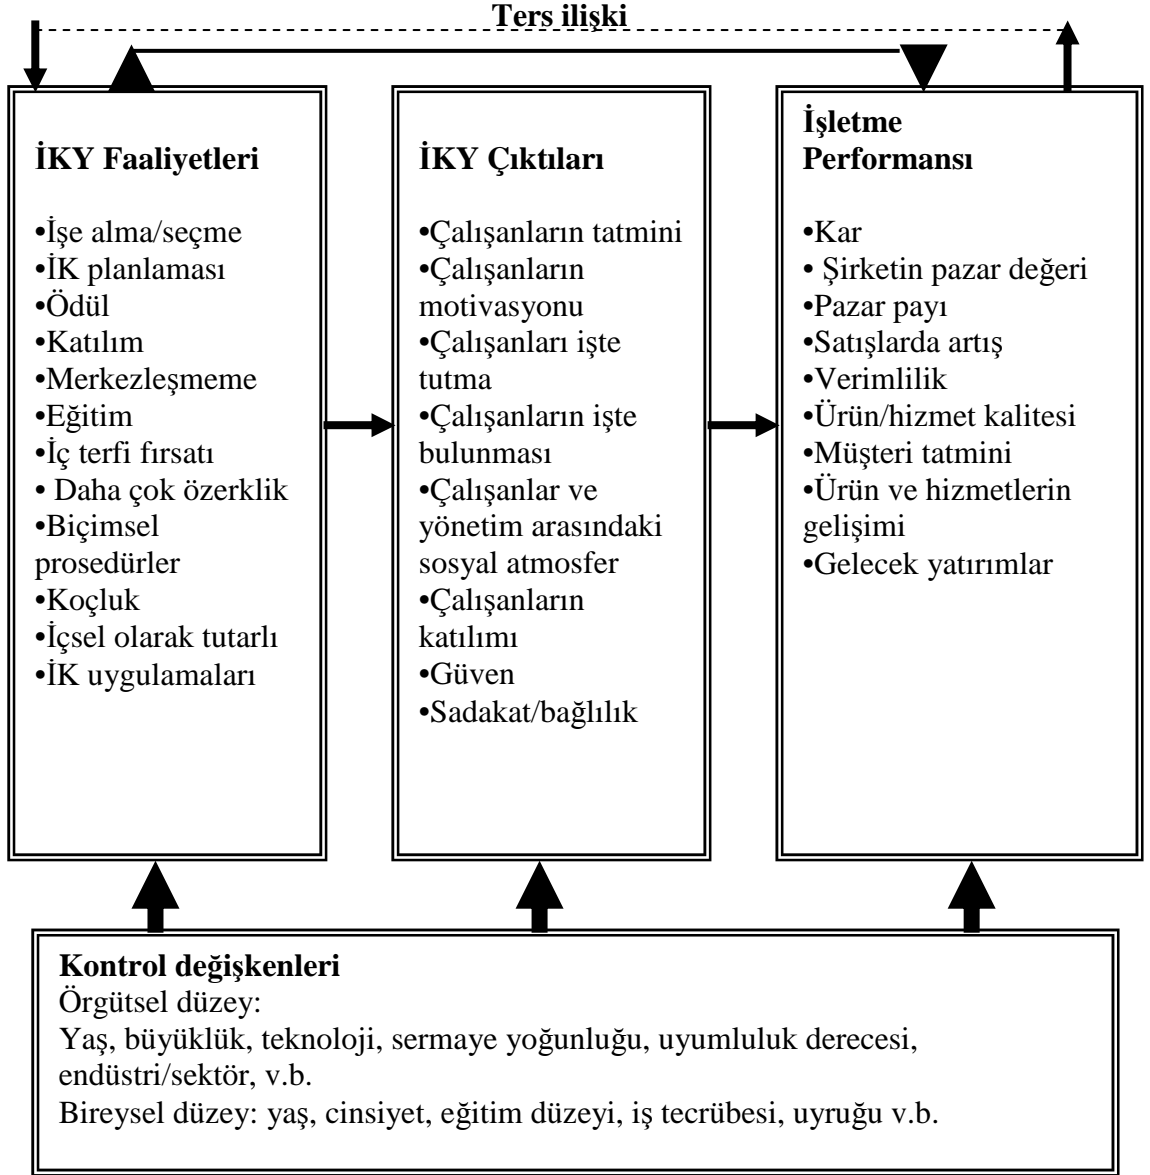 Ters ilişki
İKY Faaliyetleri
•İşe alma/seçme
•İK planlaması
•Ödül
•Katılım
•Merkezleşmeme
•Eğitim
•İç terfi fırsatı
• Daha çok özerklik
•Biçimsel
prosedürler
•Koçluk
•İçsel olarak tutarlı
•İK uygulamaları
İKY Çıktıları
•Çalışanların tatmini
•Çalışanların
motivasyonu
•Çalışanları işte
tutma
•Çalışanların işte
bulunması
•Çalışanlar ve
yönetim arasındaki
sosyal atmosfer
•Çalışanların
katılımı
•Güven
•Sadakat/bağlılık
İşletme
Performansı
•Kar
• Şirketin pazar değeri
•Pazar payı
•Satışlarda artış
•Verimlilik
•Ürün/hizmet kalitesi
•Müşteri tatmini
•Ürün ve hizmetlerin
gelişimi
•Gelecek yatırımlar
Kontrol değişkenleri
Örgütsel düzey:
Yaş, büyüklük, teknoloji, sermaye yoğunluğu, uyumluluk derecesi,
endüstri/sektör, v.b.
Bireysel düzey: yaş, cinsiyet, eğitim düzeyi, iş tecrübesi, uyruğu v.b.